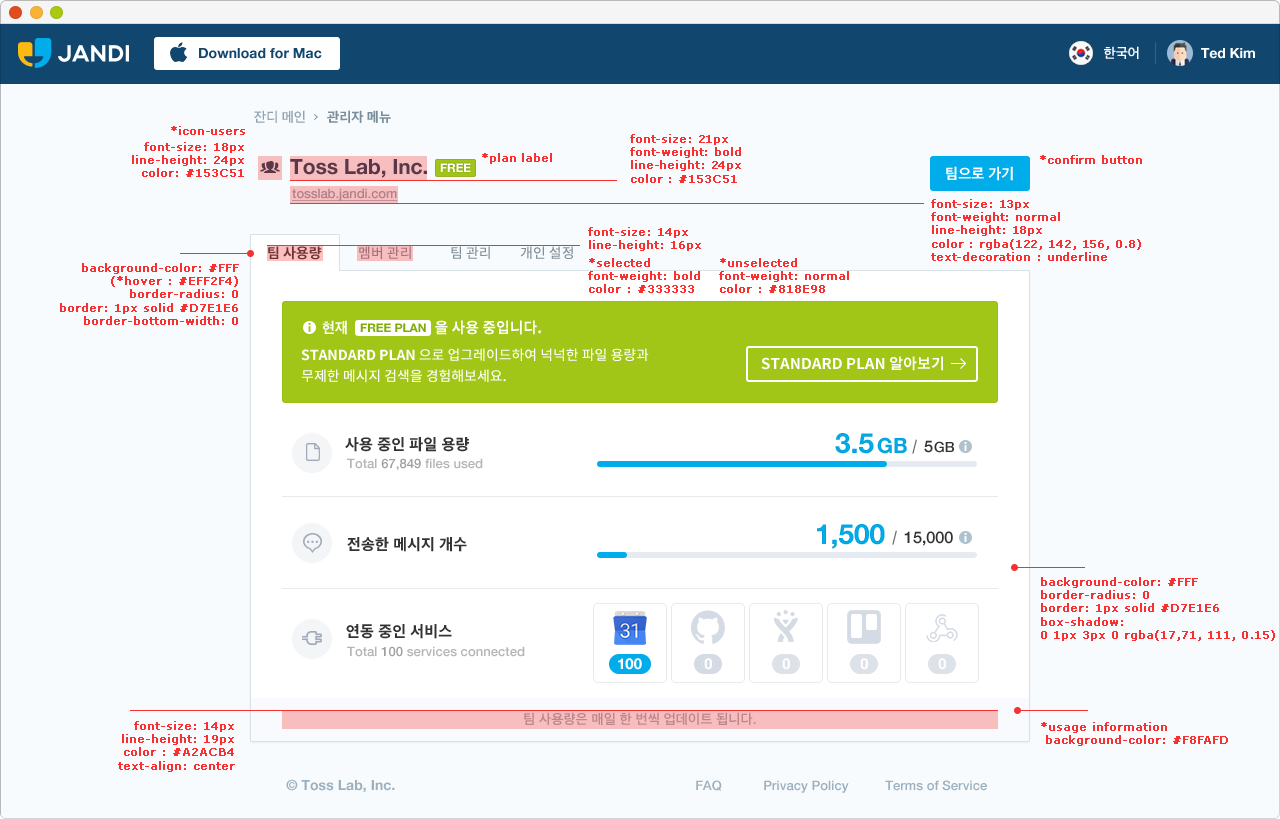 JANDI
Download for Mac
한국어
Ted Kim
잔디 메인 › 관리자 메뉴
*icon-users
font-size: 18px
line-height: 24px
color: #153C51
Toss Lab, Inc.
FREE
*plan label
tosslab.jandi.com
font-size: 21px
font-weight: bold
line-height: 24px
color : #153C51
팀으로 가기
*confirm button
font-size: 13px
font-weight: normal
line-height: 18px
color : rgba(122, 142, 156, 0.8)
text-decoration : underline
팀 사용량
멤버 관리
팀 관리
개인 설정
font-size: 14px
line-height: 16px
*selected
font-weight: bold
color : #333333
*unselected
font-weight: normal
color : #818E98
background-color: #FFF
(*hover : #EFF2F4)
border-radius: 0
border: 1px solid #D7E1E6
border-bottom-width: 0
현재 FREE PLAN 을 사용 중입니다.
STANDARD PLAN 으로 업그레이드하여 넉넉한 파일 용량과
무제한 메시지 검색을 경험해보세요.
STANDARD PLAN 알아보기 →
사용 중인 파일 용량
Total 67,849 files used
3.5GB / 5GB
전송한 메시지 개수
1,500 / 15,000
background-color: #FFF
border-radius: 0
border: 1px solid #D7E1E6
box-shadow:
0 1px 3px 0 rgba(17,71, 111, 0.15)
연동 중인 서비스
Total 100 services connected
31
100
0
0
0
0
팀 사용량은 매일 한 번씩 업데이트 됩니다.
font-size: 14px
line-height: 19px
color : #A2ACB4
text-align: center
*usage information
background-color: #F8FAFD
© Toss Lab, Inc.
FAQ
Privacy Policy
Terms of Service